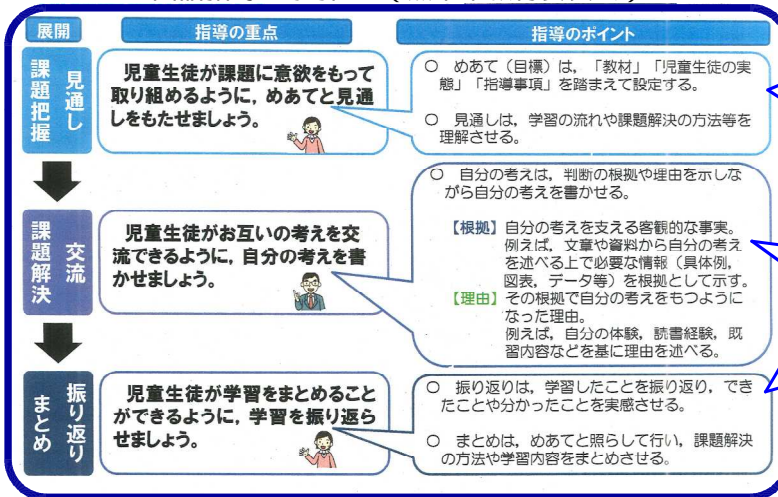 展開
指導の重点
指導のポイント
見通し
課題把握
児童生徒が課題に意欲をもって
取り組めるように，めあてと見通
しをもたせましょう。
○ めあて（目標）は，「教材」「児童生徒の実
態」「指導事項」を踏まえて設定する。
○ 見通しは，学習の流れや課題解決の方法等を
理解させる。
交流
課題解決
児童生徒がお互いの考えを交
流できるように，自分の考えを書
かせましょう。
○ 自分の考えは，判断の根拠や理由を示しな
がら自分の考えを書かせる。
【根拠】自分の考えを支える客観的な事実。
例えば，文章や資料から自分の考え
を述べる上で必要な情報（具体例，
図表，データ等）を根拠として示す。
【理由】その根拠で自分の考えをもつように
なった理由。
例えば，自分の体験，読書経験，既
習内容などを基に理由を述べる。
振り返り
まとめ
児童生徒が学習をまとめること
ができるように，学習を振り返ら
せましょう。
○ 振り返りは，学習したことを振り返り，でき
たことや分かったことを実感させる。
○ まとめは，めあてと照らして行い，課題解決
の方法や学習内容をまとめさせる。